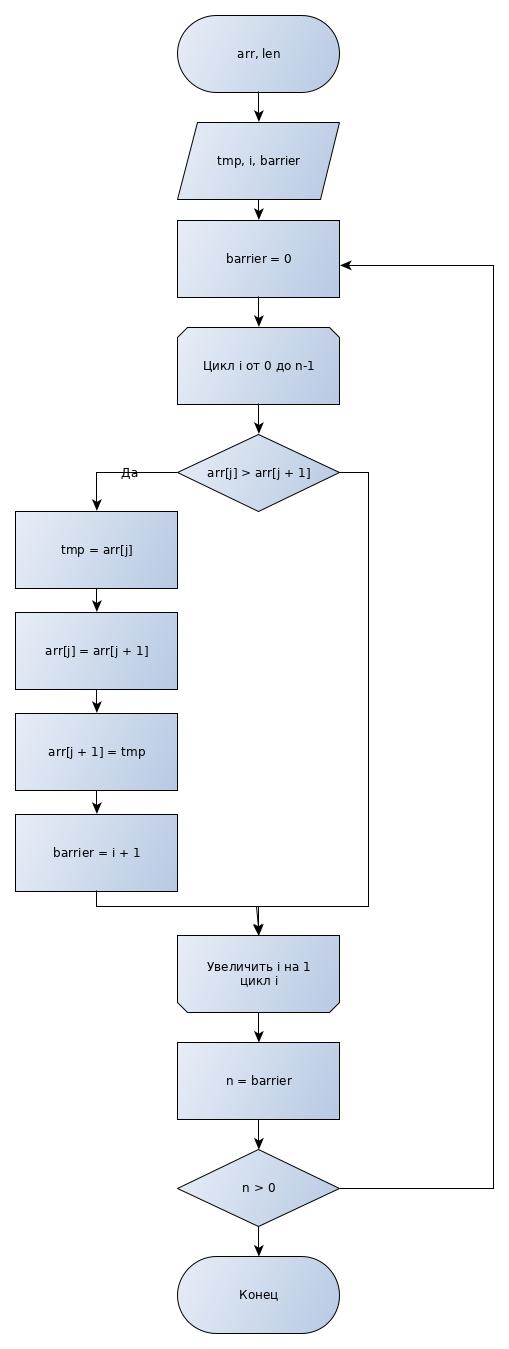 arr, len
tmp, i, barrier
barrier = 0
Цикл i от 0 до n-1
arr[j] > arr[j + 1]
Да
tmp = arr[j]
arr[j] = arr[j + 1]
arr[j + 1] = tmp
barrier = i + 1
Увеличить i на 1
цикл i
n = barrier
n > 0
Конец